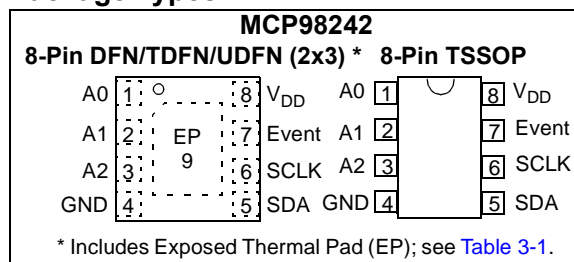 MCP98242
8-Pin DFN/TDFN/UDFN (2x3) * 8-Pin TSSOP
A0 1 8 VDD A0 1 8 VDD
A1 2 EP 7 Event A1 2 7 Event
A2 3 9 6 SCLK A2 3 6 SCLK
GND 4 5 SDA GND 4 5 SDA
* Includes Exposed Thermal Pad (EP); see Table 3-1.